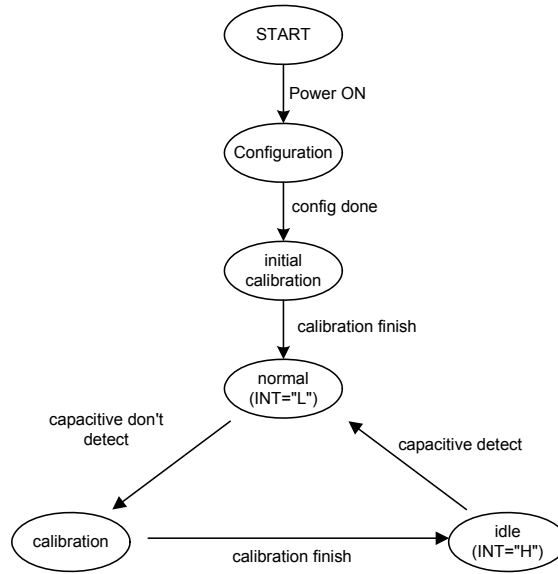 START
Power ON
Configuration
config done
initial
calibration
calibration finish
normal
(INT="L")
capacitive don't
detect
capacitive detect
calibration
calibration finish
idle
(INT="H")